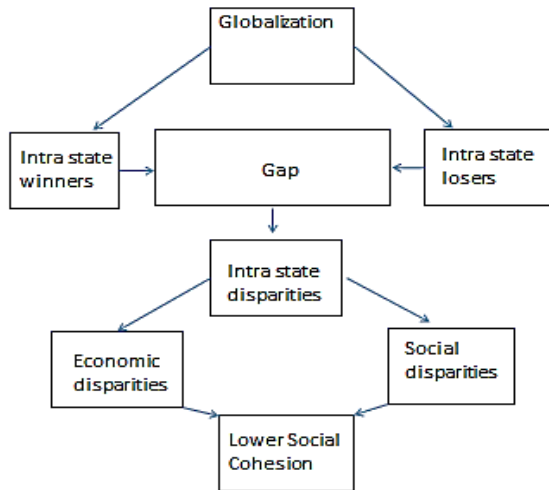 Globalization
Intra state
winners
Gap
Intra state
losers
Intra state
disparities
Economic
disparities
Social
disparities
Lower Social
Cohesion